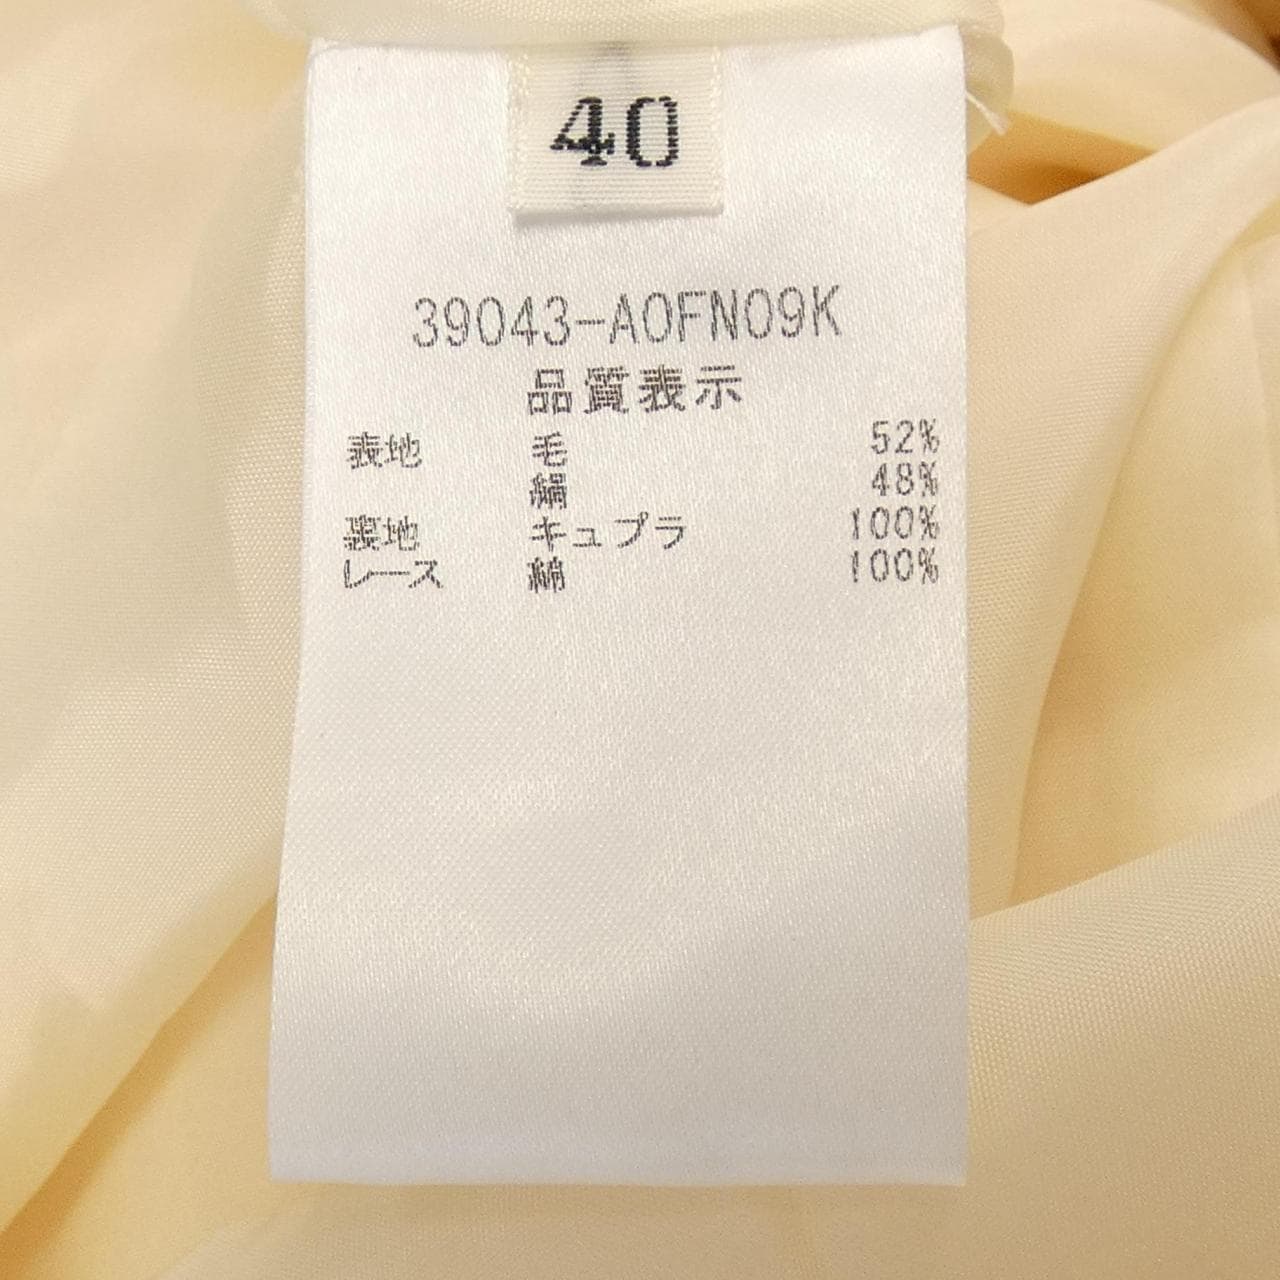 40
39043-A0FN09K
品質表示
表地 毛 52%
絹 48%
裏地 キュプラ 100%
レース 綿 100%